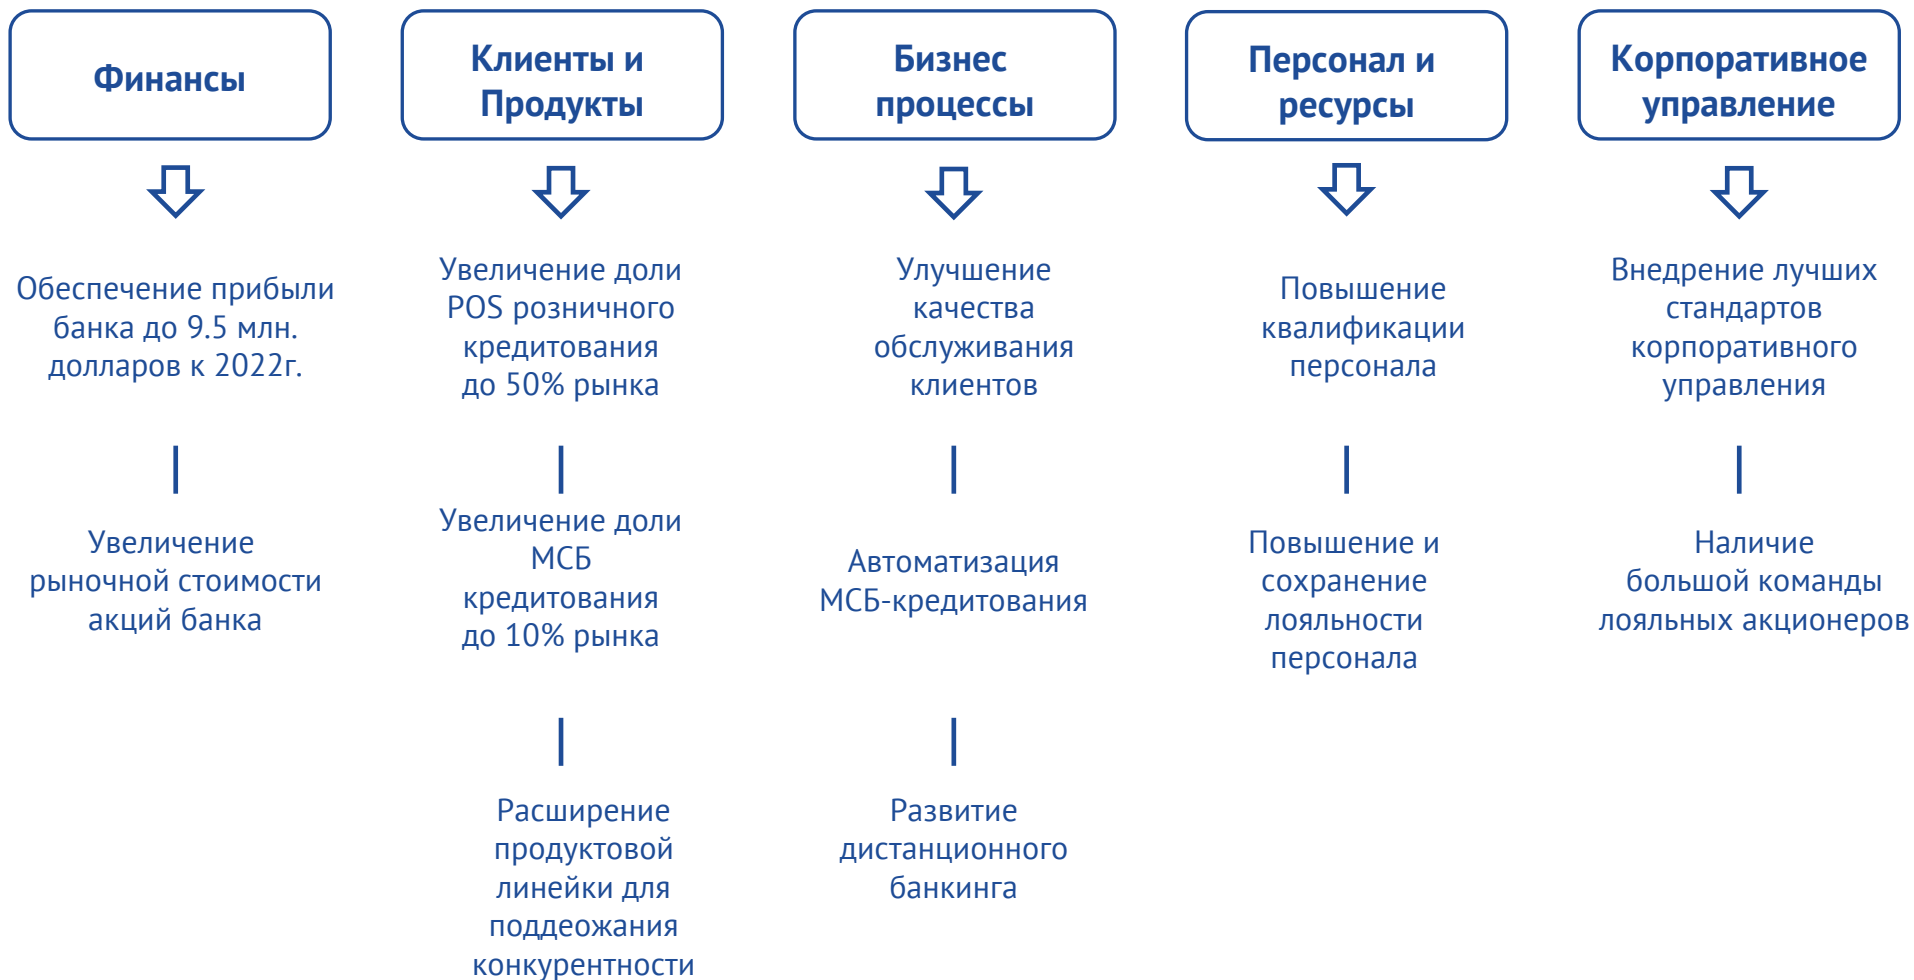 Финансы
Обеспечение прибыли
банка до 9.5 млн.
долларов к 2022г.
Увеличение
рыночной стоимости
акций банка
Клиенты и
Продукты
Увеличение доли
POS розничного
кредитования
до 50% рынка
Увеличение доли
МСБ
кредитования
до 10% рынка
Расширение
продуктовой
линейки для
поддеожания
конкурентности
Бизнес
процессы
Улучшение
качества
обслуживания
клиентов
Автоматизация
МСБ-кредитования
Развитие
дистанционного
банкинга
Персонал и
ресурсы
Повышение
квалификации
персонала
Повышение и
сохранение
лояльности
персонала
Корпоративное
управление
Внедрение лучших
стандартов
корпоративного
управления
Наличие
большой команды
лояльных акционеров